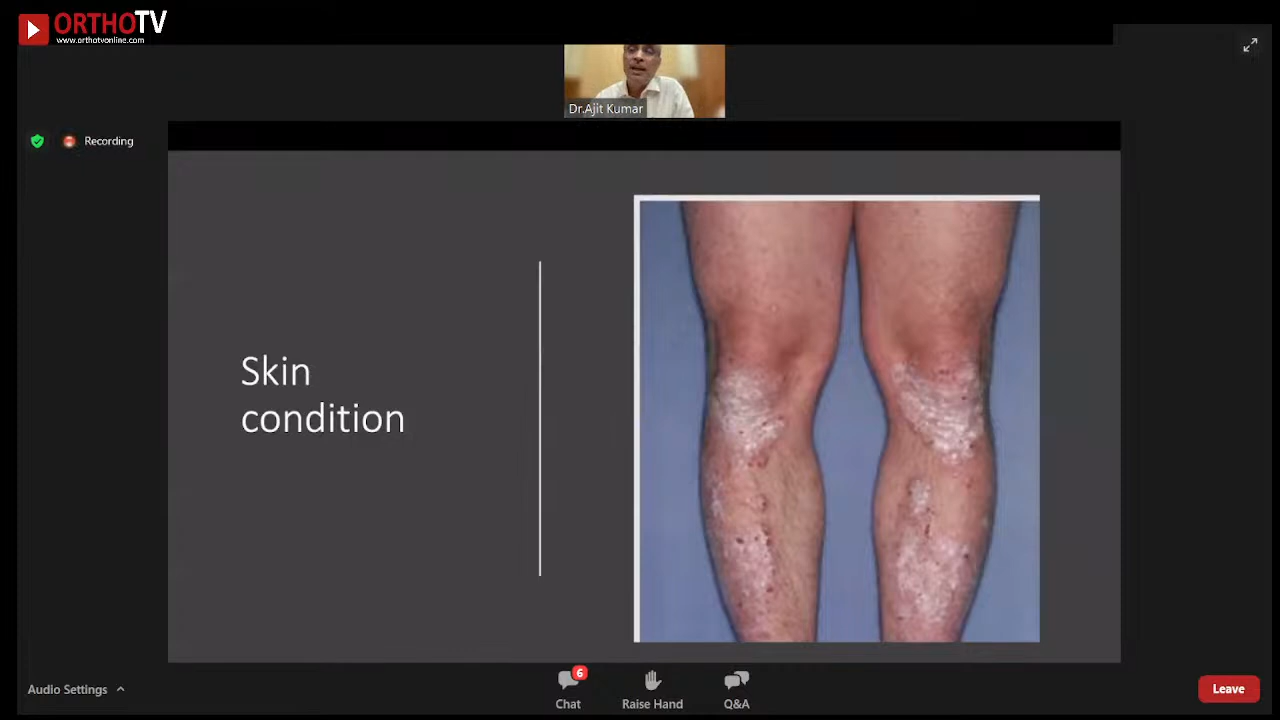 ORTHOTV
www.orthotvonline.com
Dr.Ajit Kumar
Recording
Skin
condition
Audio Settings
6
Chat
Raise Hand
Q&A
Leave